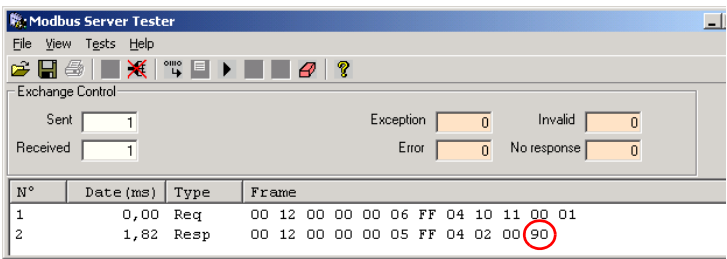 Modbus Server Tester
File View Tests Help
Exchange Control
Sent 1 Exception 0 Invalid 0
Received 1 Error 0 No response 0
N° Date(ms) Type Frame
1 0,00 Req 00 12 00 00 00 06 FF 04 10 11 00 01
2 1,82 Resp 00 12 00 00 00 05 FF 04 02 00 90